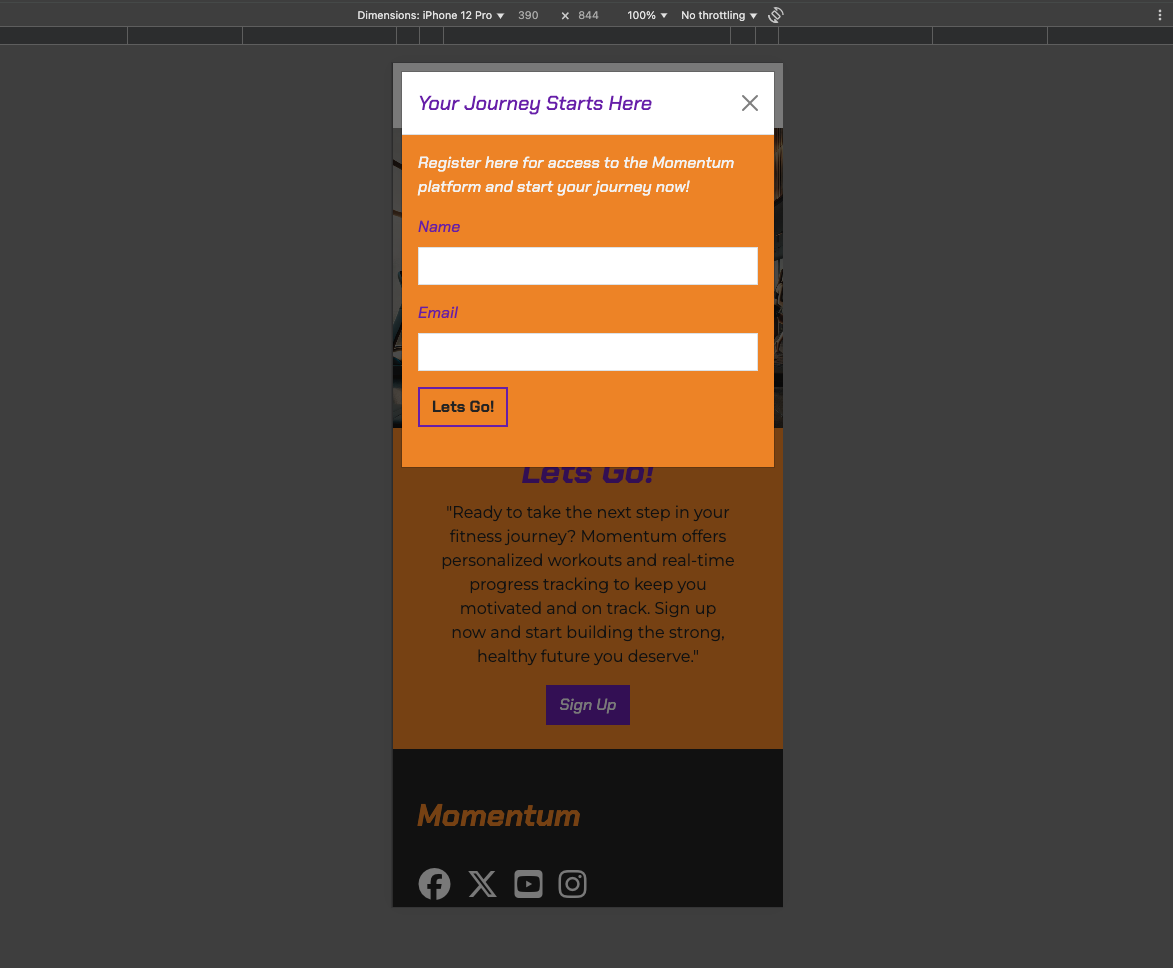 Dimensions: iPhone 12 Pro 390 x 844 100% No throttling
Your Journey Starts Here
Register here for access to the Momentum
platform and start your journey now!
Name
Email
Lets Go!
Lets Go!
"Ready to take the next step in your
fitness journey? Momentum offers
personalized workouts and real-time
progress tracking to keep you
motivated and on track. Sign up
now and start building the strong,
healthy future you deserve."
Sign Up
Momentum